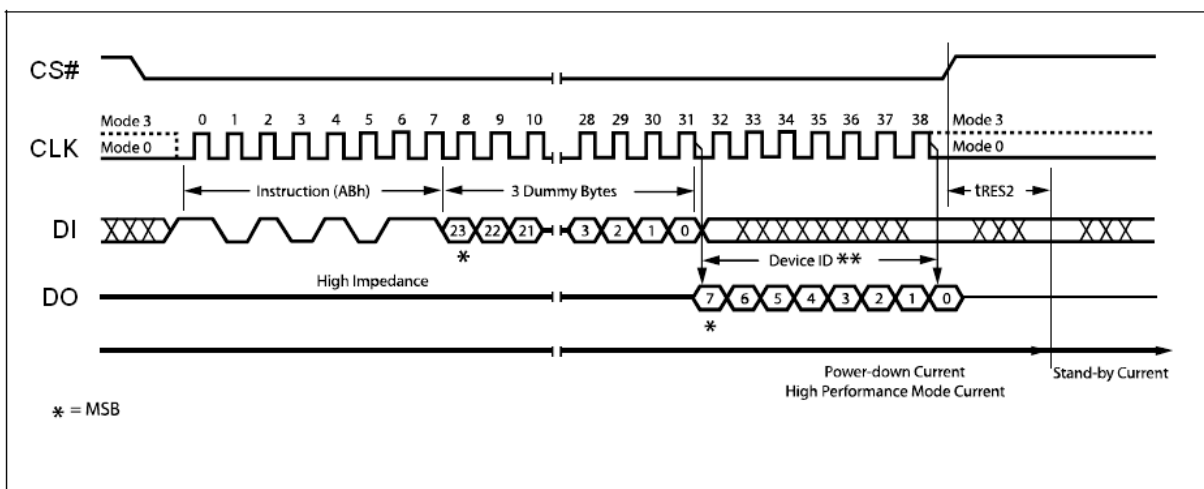 CS#
Mode 3 0 1 2 3 4 5 6 7 8 9 10 28 29 30 31 32 33 34 35 36 37 38 Mode 3
CLK Mode 0 Mode 0
Instruction (ABh) 3 Dummy Bytes tRES2
DI 23 22 21 3 2 1 0
* Device ID **
High Impedance
DO 7 6 5 4 3 2 1 0
*
Power-down Current Stand-by Current
High Performance Mode Current
* = MSB